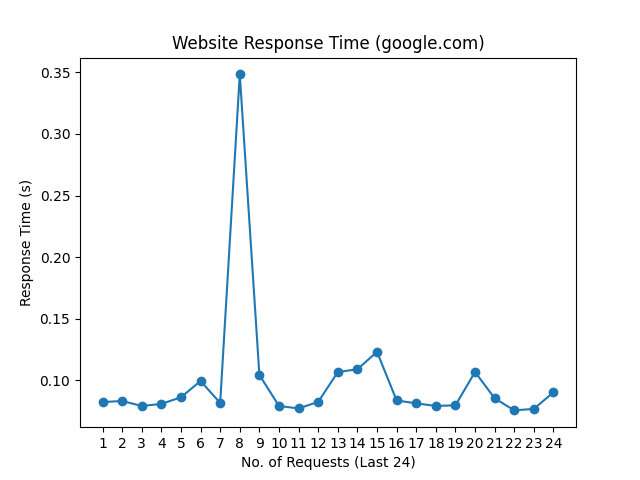 Website Response Time (google.com)
0.35
0.30
0.25
0.20
0.15
0.10
Response Time (s)
1 2 3 4 5 6 7 8 9 10 11 12 13 14 15 16 17 18 19 20 21 22 23 24
No. of Requests (Last 24)